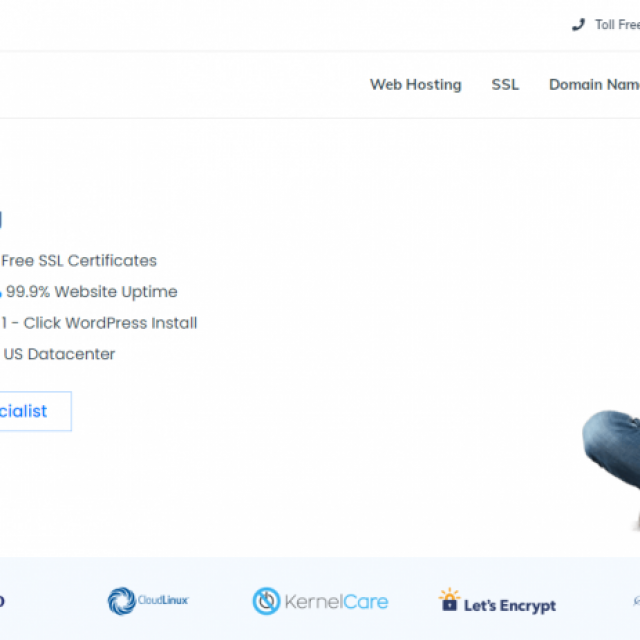 Toll Free
Web Hosting SSL Domain Nam
Free SSL Certificates
99.9% Website Uptime
1 - Click WordPress Install
US Datacenter
cialist
CloudLinux KernelCare Let's Encrypt